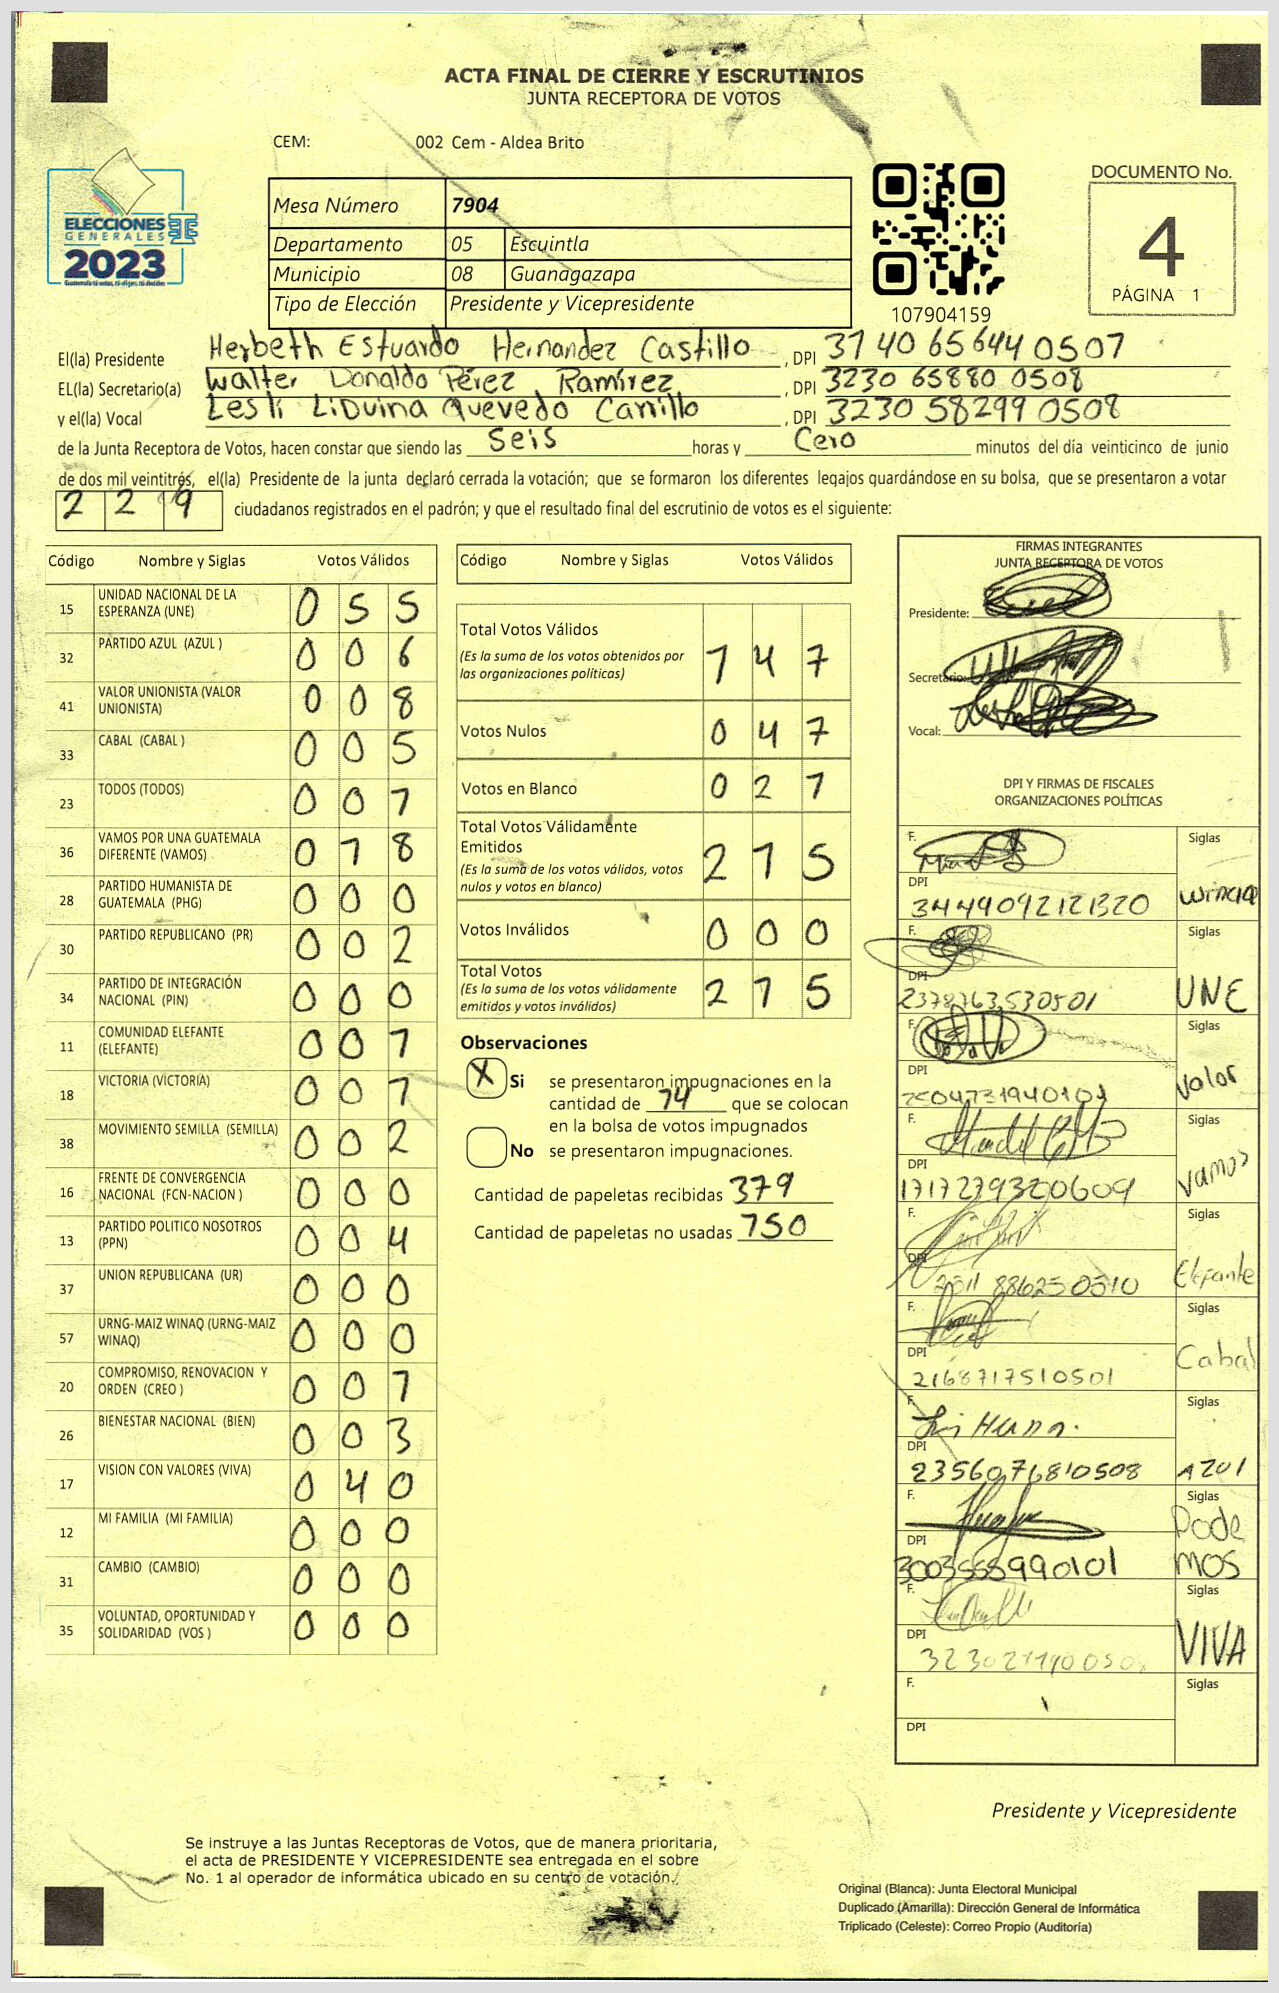 ACTA FINAL DE CIERRE Y ESCRUTINIOS
JUNTA RECEPTORA DE VOTOS
CEM: 002 Cem - Aldea Brito
ELECCIONES
GENERALES
2023
Mesa Número 7904
Departamento 05 Escuintla
Municipio 08 Guanagazapa
Tipo de Elección Presidente y Vicepresidente
107904159
DOCUMENTO No.
4
PÁGINA 1
El(la) Presidente Herbeth Estuardo Hernandez Castillo, DPI 3140 65644 0507
EL(la) Secretario(a) Walter Donaldo Pérez Ramírez, DPI 3230 65880 0508
y el(la) Vocal Lesli Liduina Quevedo Carrillo, DPI 3230 58299 0508
de la Junta Receptora de Votos, hacen constar que siendo las Seis horas y Cero minutos del día veinticinco de junio
de dos mil veintitrés, el(la) Presidente de la junta declaró cerrada la votación; que se formaron los diferentes legajos guardándose en su bolsa, que se presentaron a votar
2 2 9 ciudadanos registrados en el padrón; y que el resultado final del escrutinio de votos es el siguiente:
Código Nombre y Siglas Votos Válidos
15 UNIDAD NACIONAL DE LA ESPERANZA (UNE) 0 5 5
32 PARTIDO AZUL (AZUL ) 0 0 6
41 VALOR UNIONISTA (VALOR UNIONISTA) 0 0 8
33 CABAL (CABAL ) 0 0 5
23 TODOS (TODOS) 0 0 1
36 VAMOS POR UNA GUATEMALA DIFERENTE (VAMOS) 0 1 8
28 PARTIDO HUMANISTA DE GUATEMALA (PHG) 0 0 0
30 PARTIDO REPUBLICANO (PR) 0 0 2
34 PARTIDO DE INTEGRACIÓN NACIONAL (PIN) 0 0 0
11 COMUNIDAD ELEFANTE (ELEFANTE) 0 0 1
18 VICTORIA (VICTORIA) 0 0 1
38 MOVIMIENTO SEMILLA (SEMILLA) 0 0 2
16 FRENTE DE CONVERGENCIA NACIONAL (FCN-NACION ) 0 0 0
13 PARTIDO POLITICO NOSOTROS (PPN) 0 0 4
37 UNION REPUBLICANA (UR) 0 0 0
57 URNG-MAIZ WINAQ (URNG-MAIZ WINAQ) 0 0 0
20 COMPROMISO, RENOVACION Y ORDEN (CREO ) 0 0 1
26 BIENESTAR NACIONAL (BIEN) 0 0 3
17 VISION CON VALORES (VIVA) 0 4 0
12 MI FAMILIA (MI FAMILIA) 0 0 0
31 CAMBIO (CAMBIO) 0 0 0
35 VOLUNTAD, OPORTUNIDAD Y SOLIDARIDAD (VOS ) 0 0 0
Código Nombre y Siglas Votos Válidos
Total Votos Válidos 1 4 7
(Es la suma de los votos obtenidos por
las organizaciones políticas)
Votos Nulos 0 4 7
Votos en Blanco 0 2 1
Total Votos Válidamente
Emitidos 2 1 5
(Es la suma de los votos válidos, votos
nulos y votos en blanco)
Votos Inválidos 0 0 0
Total Votos 2 1 5
(Es la suma de los votos válidamente
emitidos y votos inválidos)
Observaciones
X Si se presentaron impugnaciones en la
cantidad de 14 que se colocan
en la bolsa de votos impugnados
No se presentaron impugnaciones.
Cantidad de papeletas recibidas 379
Cantidad de papeletas no usadas 150
FIRMAS INTEGRANTES
JUNTA RECEPTORA DE VOTOS
Presidente:
Secretario:
Vocal:
DPI Y FIRMAS DE FISCALES
ORGANIZACIONES POLÍTICAS
F. Siglas
DPI
3449092121320
F. Siglas
DPI UNE
2378763530501
F. Siglas
DPI Valor
F. Siglas
DPI Vamos
1717279320609
F. Siglas
DPI Elefante
2511 886250510
F. Siglas
DPI Cabal
2168717510501
F. Siglas
DPI
2356076810508 AZUl
F. Siglas
DPI Pode
mos
F. Siglas
DPI VIVA
F. Siglas
DPI
Presidente y Vicepresidente
Se instruye a las Juntas Receptoras de Votos, que de manera prioritaria,
el acta de PRESIDENTE Y VICEPRESIDENTE sea entregada en el sobre
No. 1 al operador de informática ubicado en su centro de votación.
Original (Blanca): Junta Electoral Municipal
Duplicado (Amarilla): Dirección General de Informática
Triplicado (Celeste): Correo Propio (Auditoría)